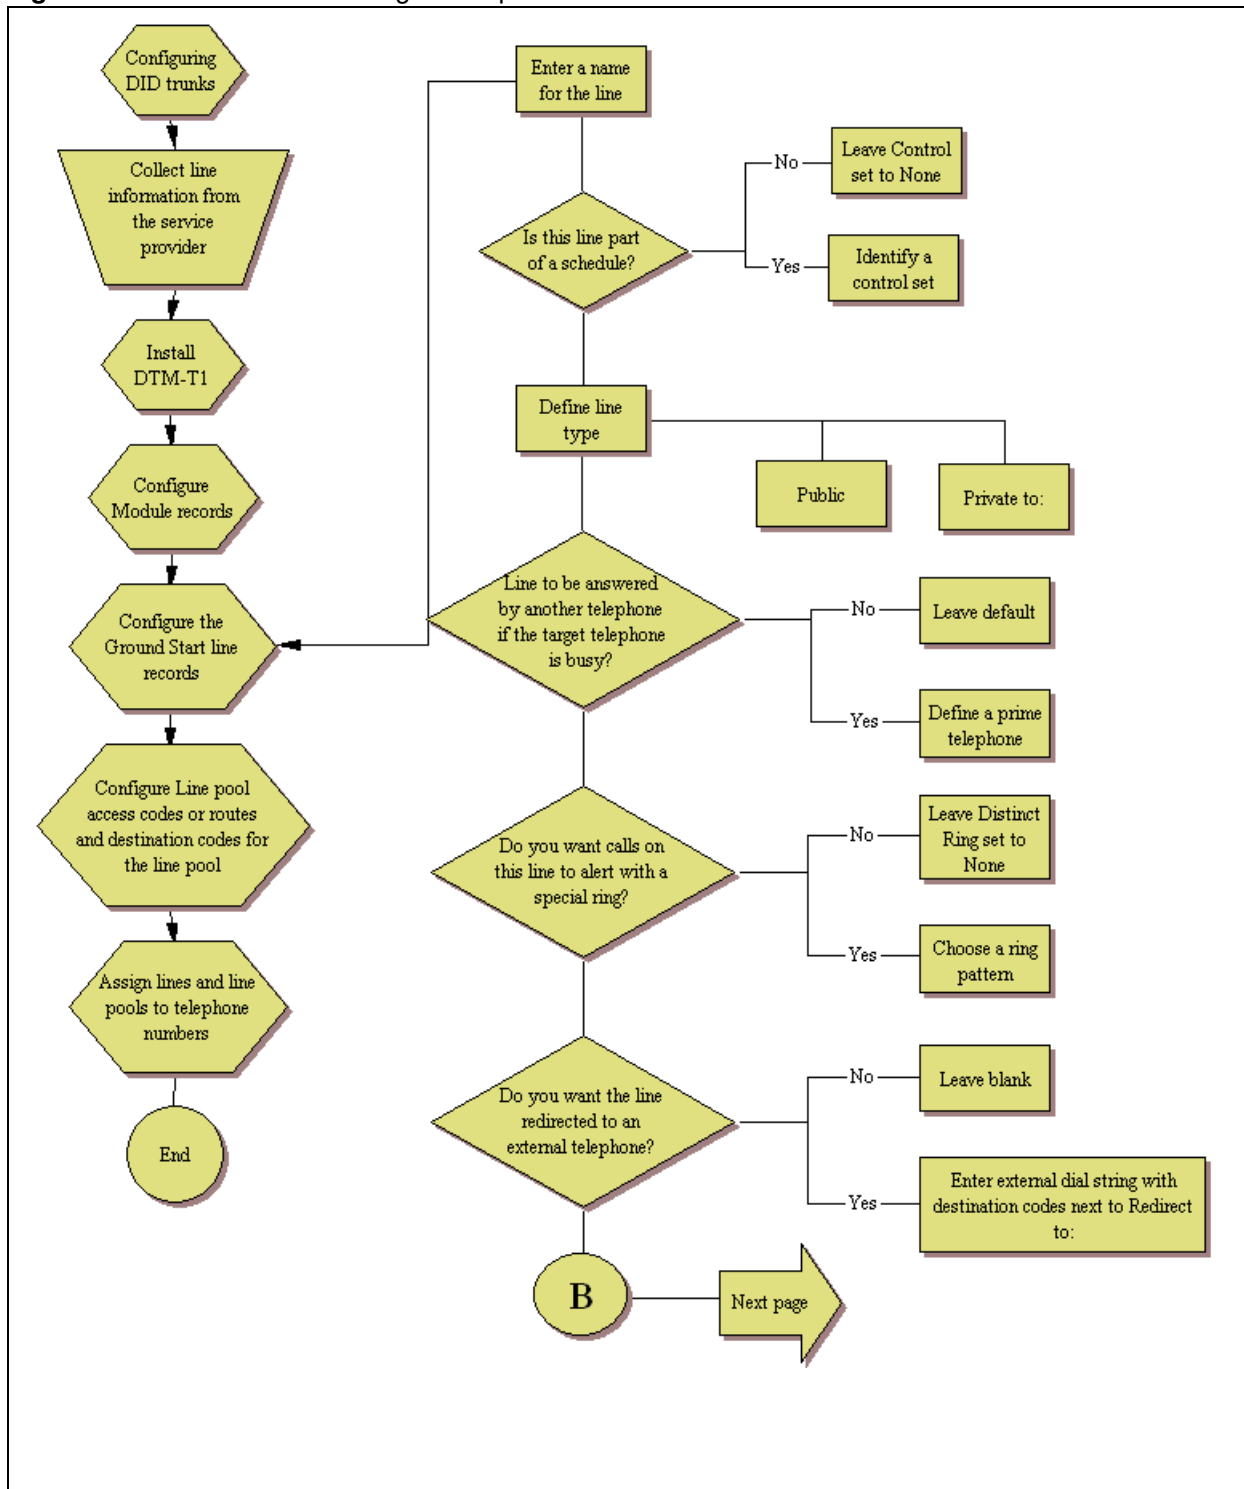 Configuring
DID trunks
Collect line
information from
the service
provider
Install
DTM-T1
Configure
Module records
Configure the
Ground Start line
records
Configure Line pool
access codes or routes
and destination codes for
the line pool
Assign lines and line
pools to telephone
numbers
End
Enter a name
for the line
Is this line part
of a schedule?
No
Leave Control
set to None
Yes
Identify a
control set
Define line
type
Public
Private to:
Line to be answered
by another telephone
if the target telephone
is busy?
No
Leave default
Yes
Define a prime
telephone
Do you want calls on
this line to alert with a
special ring?
No
Leave Distinct
Ring set to
None
Yes
Choose a ring
pattern
Do you want the line
redirected to an
external telephone?
No
Leave blank
Yes
Enter external dial string with
destination codes next to Redirect
to:
B
Next page